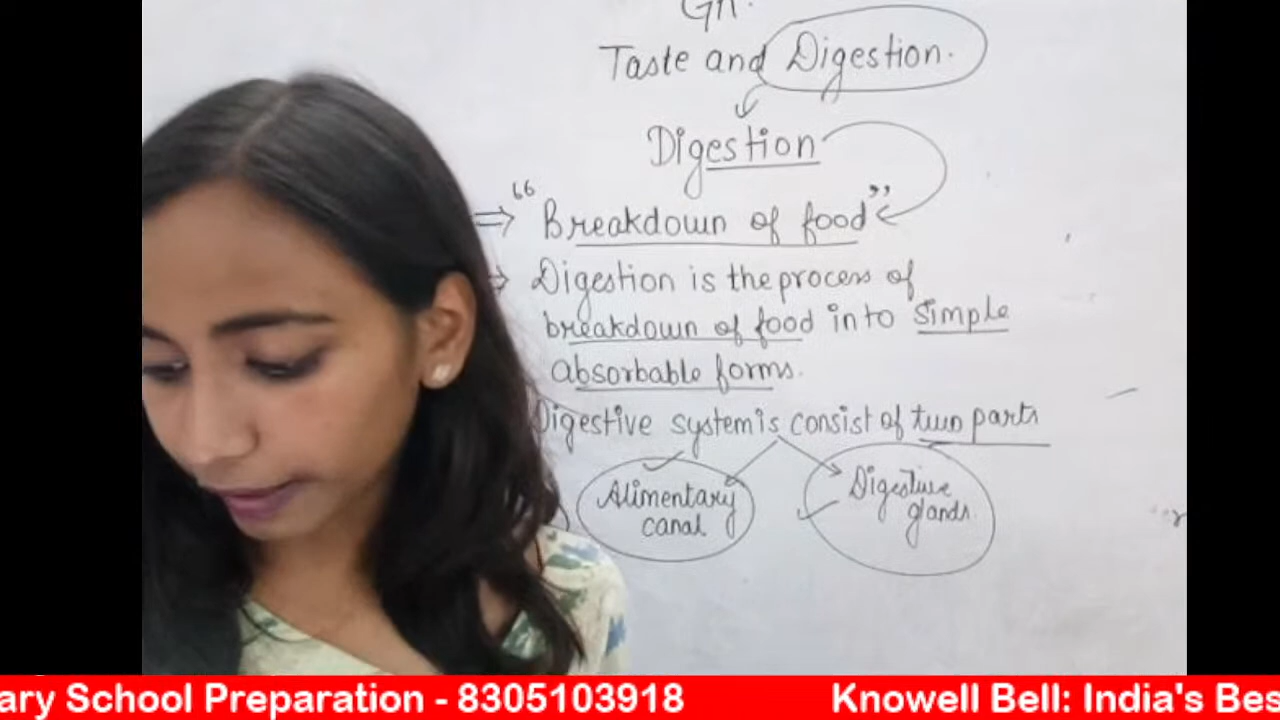 GK.
Taste and Digestion.
Digestion
⇒ "Breakdown of food"
⇒ Digestion is the process of
breakdown of food into simple
absorbable forms.
Digestive system is consist of two parts
Alimentary
canal
Digestive
glands.
ary School Preparation - 8305103918 Knowell Bell: India's Bes